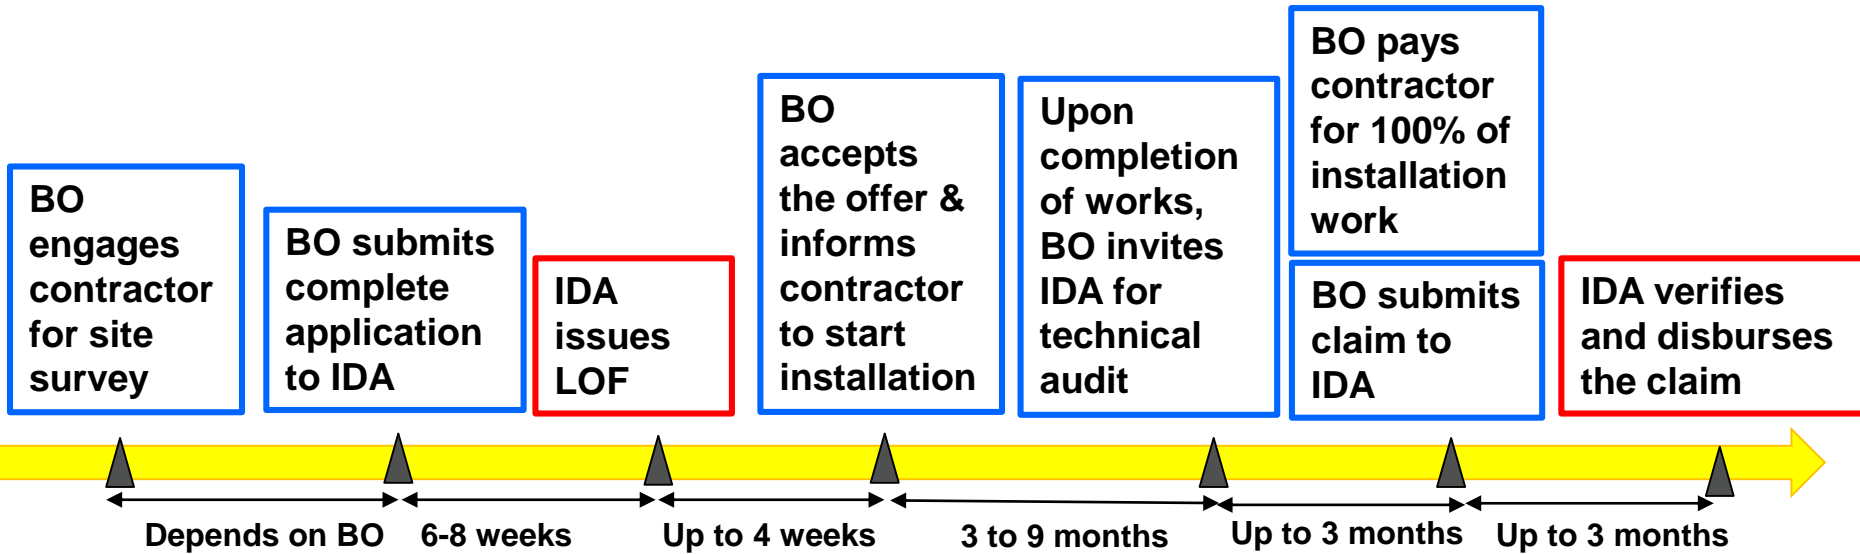 BO
engages
contractor
for site
survey
BO submits
complete
application
to IDA
IDA
issues
LOF
BO
accepts
the offer &
informs
contractor
to start
installation
Upon
completion
of works,
BO invites
IDA for
technical
audit
BO pays
contractor
for 100% of
installation
work
BO submits
claim to
IDA
IDA verifies
and disburses
the claim
Depends on BO
6-8 weeks
Up to 4 weeks
3 to 9 months
Up to 3 months
Up to 3 months